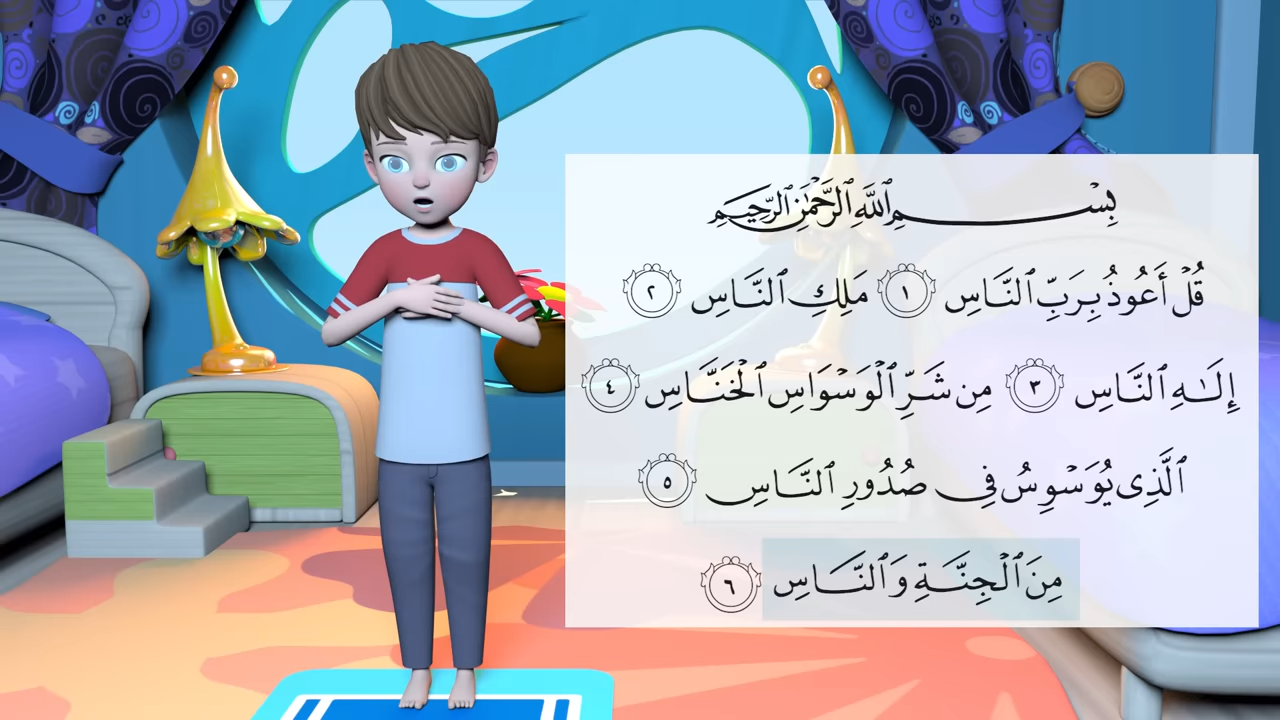 بِسْمِ ٱللَّهِ ٱلرَّحْمَٰنِ ٱلرَّحِيمِ
قُلْ أَعُوذُ بِرَبِّ ٱلنَّاسِ ١ مَلِكِ ٱلنَّاسِ ٢
إِلَٰهِ ٱلنَّاسِ ٣ مِن شَرِّ ٱلْوَسْوَاسِ ٱلْخَنَّاسِ ٤
ٱلَّذِى يُوَسْوِسُ فِى صُدُورِ ٱلنَّاسِ ٥
مِنَ ٱلْجِنَّةِ وَٱلنَّاسِ ٦